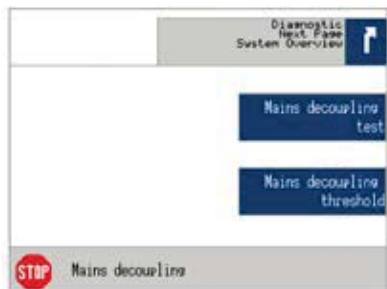 Diagnostic
Next Page
System Overview
Mains decoupling
test
Mains decoupling
threshold
STOP
Mains decoupling